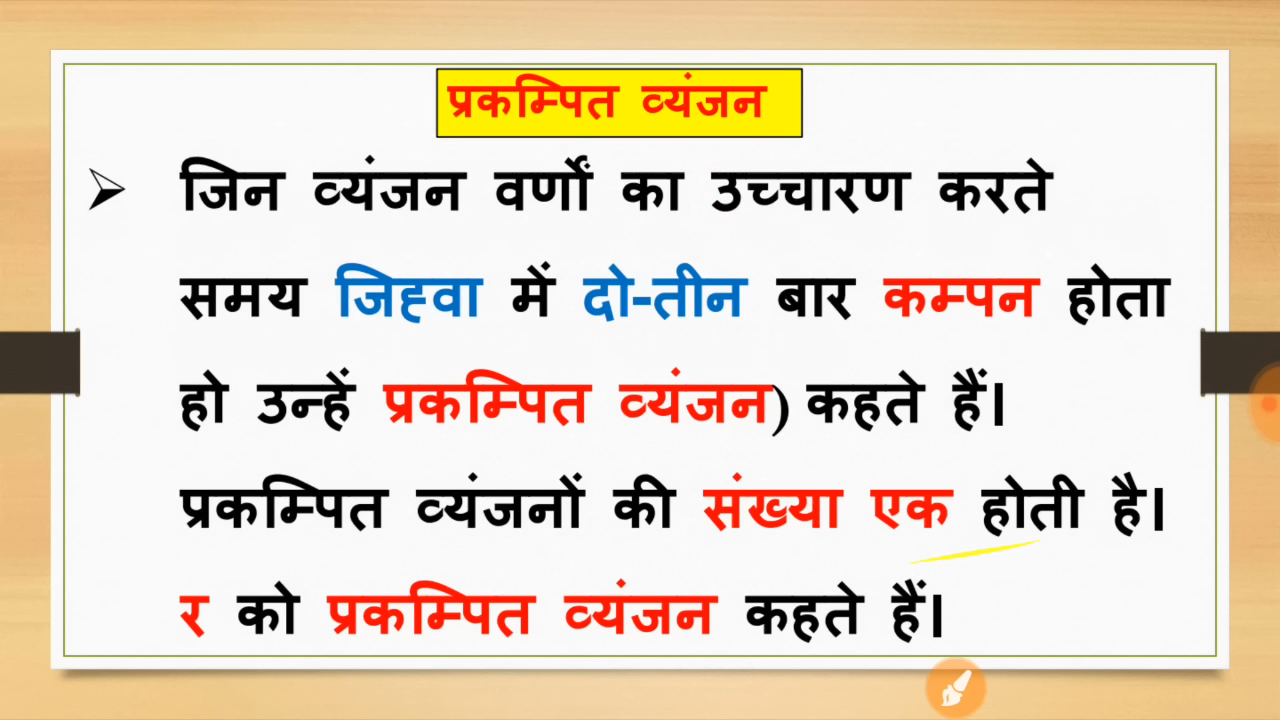 प्रकम्पित व्यंजन
जिन व्यंजन वर्णों का उच्चारण करते
समय जिह्वा में दो-तीन बार कम्पन होता
हो उन्हें प्रकम्पित व्यंजन) कहते हैं।
प्रकम्पित व्यंजनों की संख्या एक होती है।
र को प्रकम्पित व्यंजन कहते हैं।